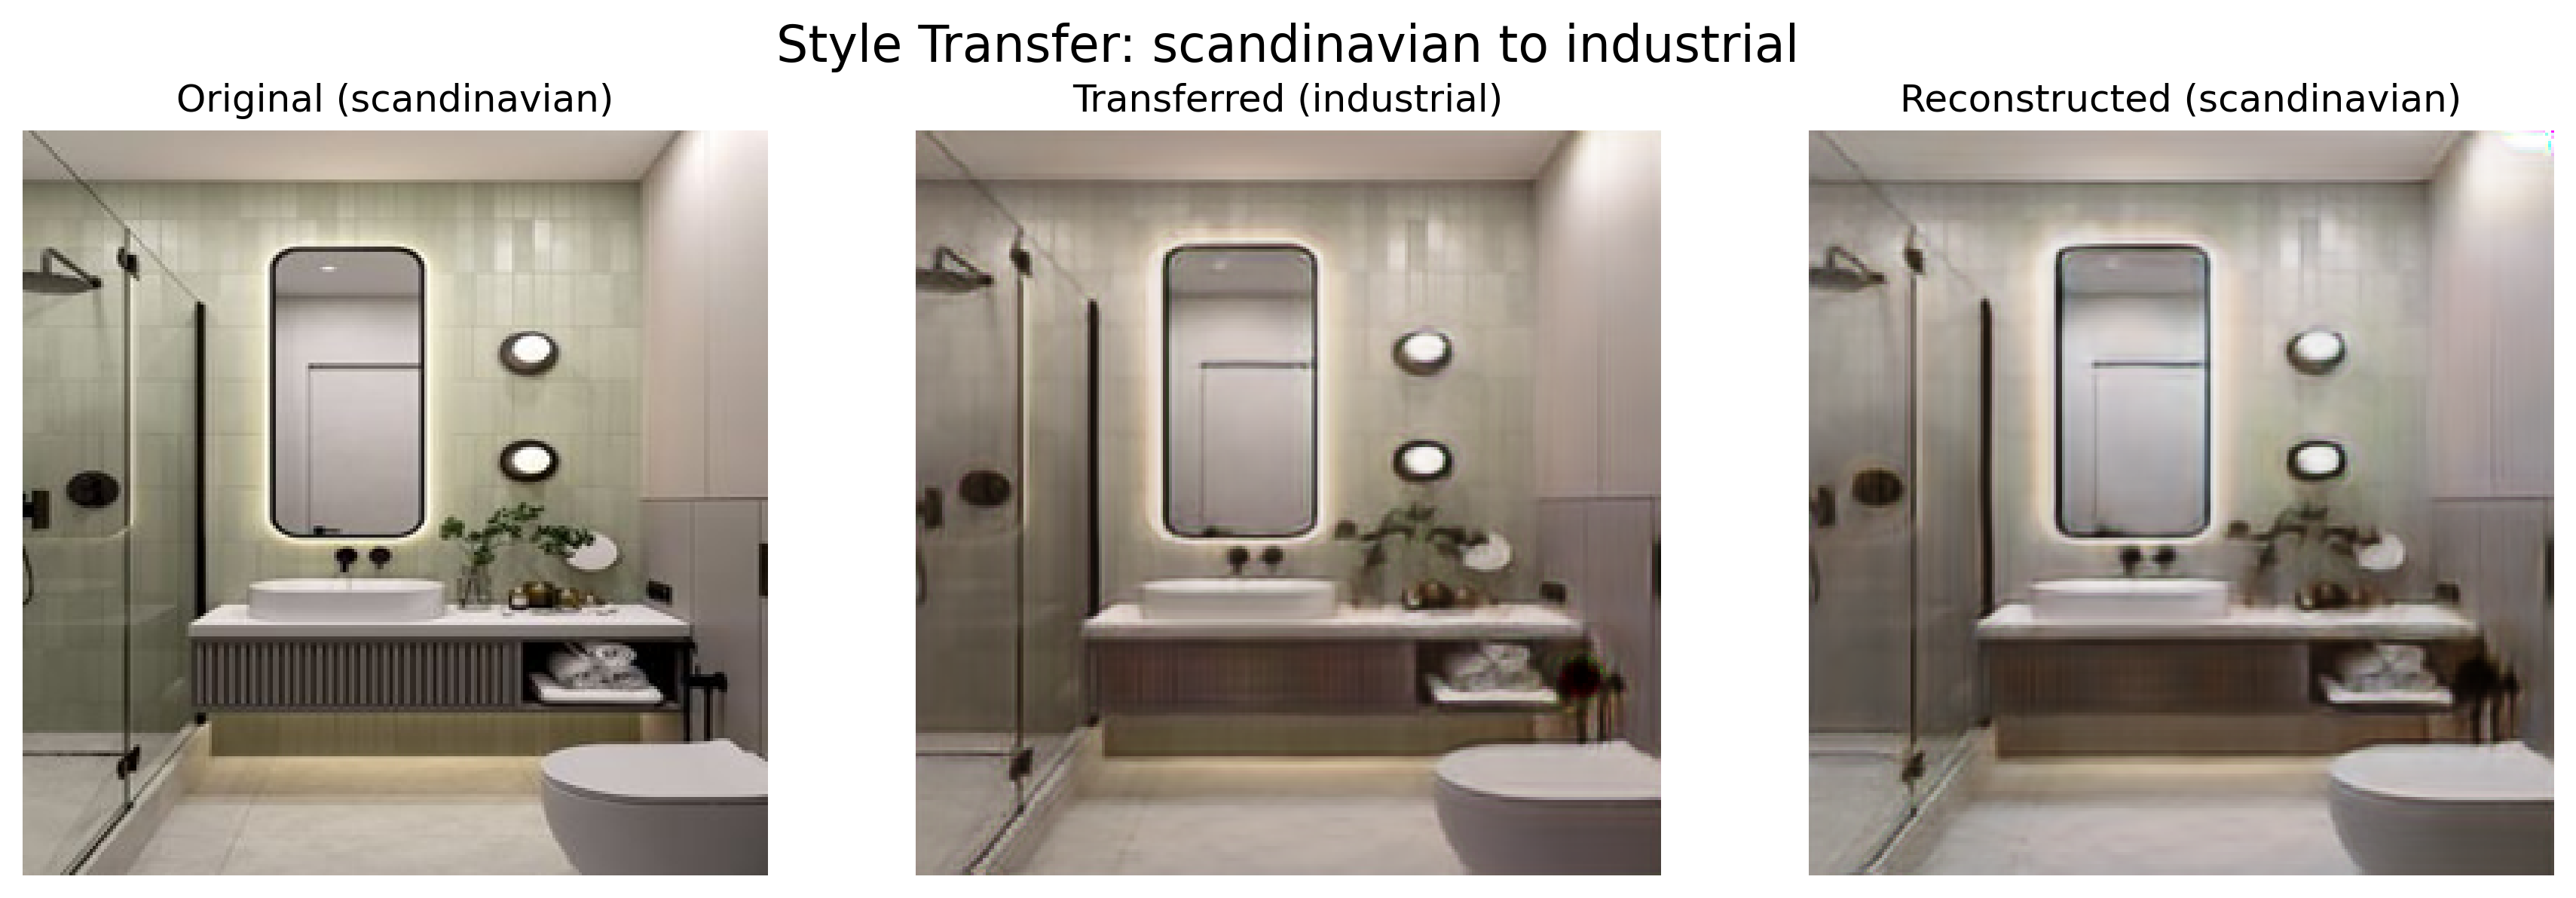 Style Transfer: scandinavian to industrial
Original (scandinavian)
Transferred (industrial)
Reconstructed (scandinavian)